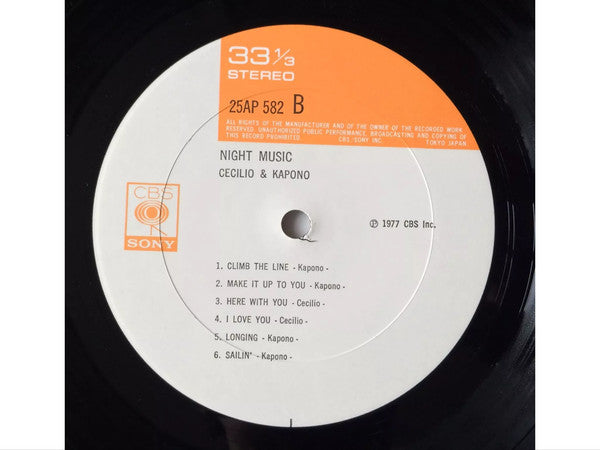 33 1/3
STEREO
25AP 582 B
ALL RIGHTS OF THE MANUFACTURER AND OF THE OWNER OF THE RECORDED WORK
RESERVED. UNAUTHORIZED PUBLIC PERFORMANCE, BROADCASTING AND COPYING OF
THIS RECORD PROHIBITED. CBS/SONY INC. TOKYO JAPAN
NIGHT MUSIC
CECILIO & KAPONO
CBS
SONY
℗ 1977 CBS Inc.
1. CLIMB THE LINE - Kapono -
2. MAKE IT UP TO YOU - Kapono -
3. HERE WITH YOU - Cecilio -
4. I LOVE YOU - Cecilio -
5. LONGING - Kapono -
6. SAILIN' - Kapono -